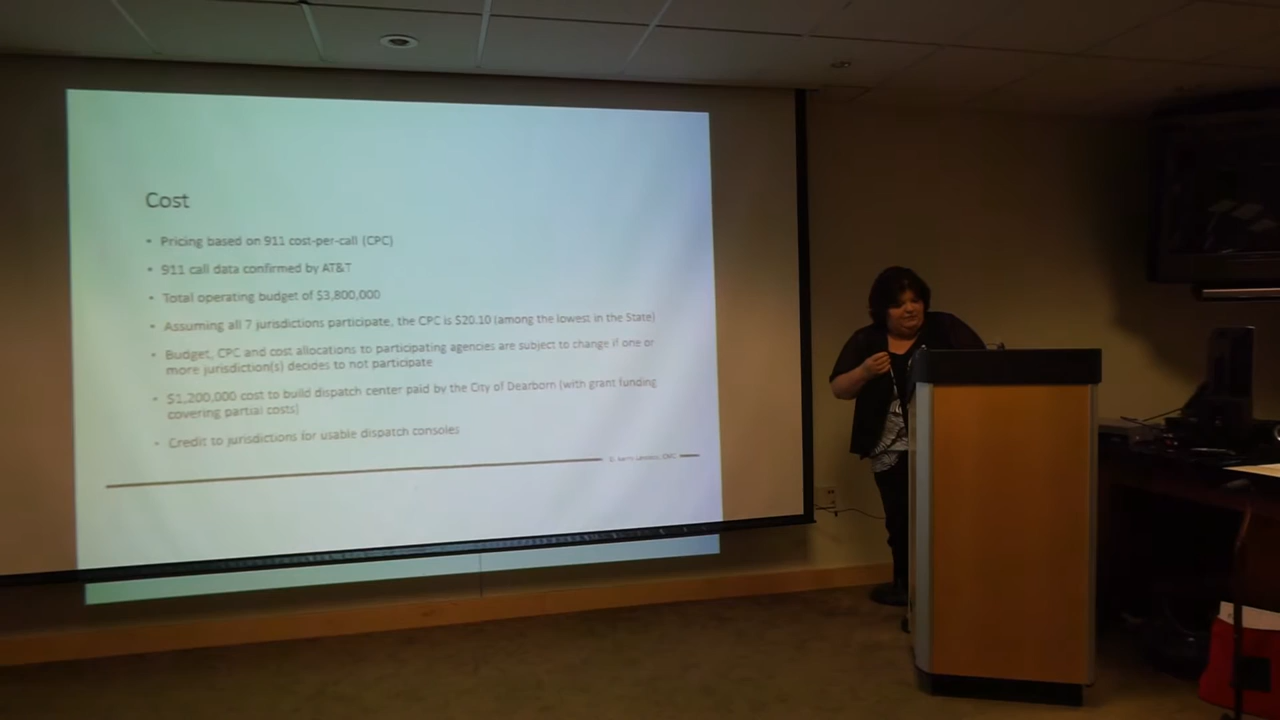 Cost
• Pricing based on 911 cost-per-call (CPC)
• 911 call data confirmed by AT&T
• Total operating budget of $3,800,000
• Assuming all 7 jurisdictions participate, the CPC is $20.10 (among the lowest in the State)
• Budget, CPC and cost allocations to participating agencies are subject to change if one or
more jurisdiction(s) decides to not participate
• $1,200,000 cost to build dispatch center paid by the City of Dearborn (with grant funding
covering partial costs)
• Credit to jurisdictions for usable dispatch consoles